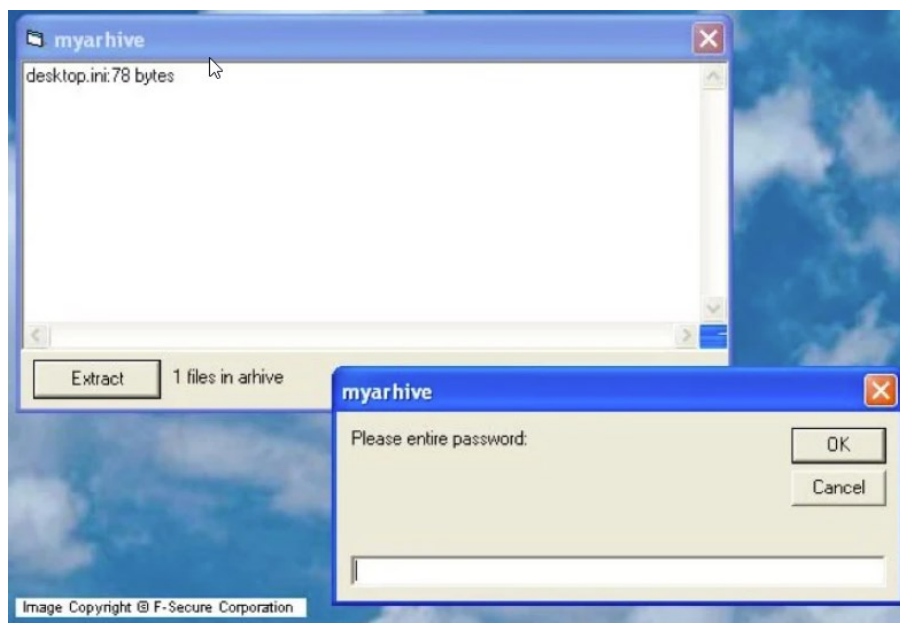 myarhive
desktop.ini:78 bytes
Extract
1 files in arhive
myarhive
Please entire password:
OK
Cancel
Image Copyright @ F-Secure Corporation